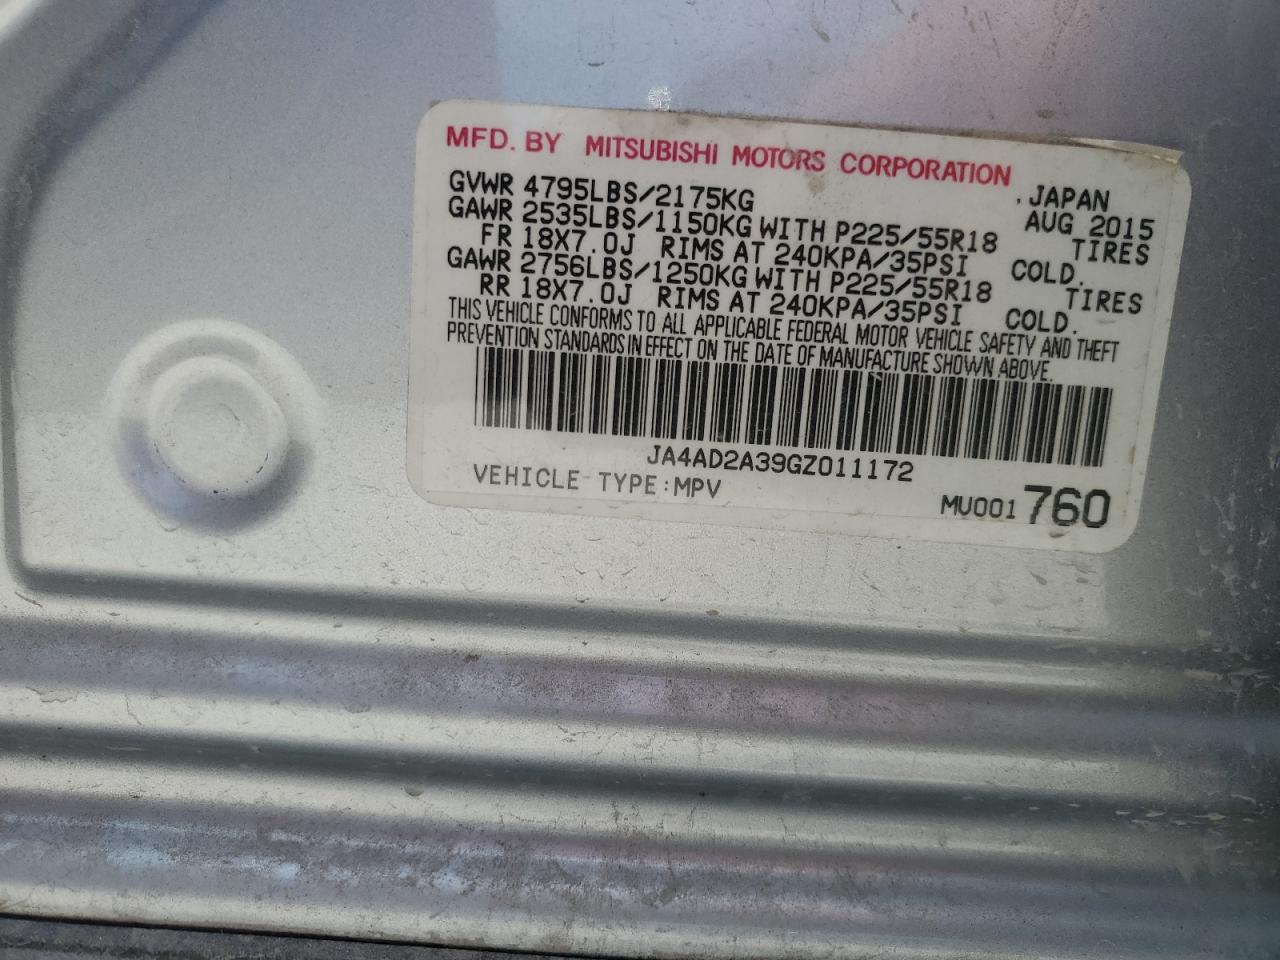 MFD. BY MITSUBISHI MOTORS CORPORATION, JAPAN
GVWR 4795LBS/2175KG AUG 2015
GAWR 2535LBS/1150KG WITH P225/55R18 TIRES
FR 18X7.0J RIMS AT 240KPA/35PSI COLD.
GAWR 2756LBS/1250KG WITH P225/55R18 TIRES
RR 18X7.0J RIMS AT 240KPA/35PSI COLD.
THIS VEHICLE CONFORMS TO ALL APPLICABLE FEDERAL MOTOR VEHICLE SAFETY AND THEFT
PREVENTION STANDARDS IN EFFECT ON THE DATE OF MANUFACTURE SHOWN ABOVE.
JA4AD2A39GZ011172
VEHICLE TYPE:MPV
MU001 760